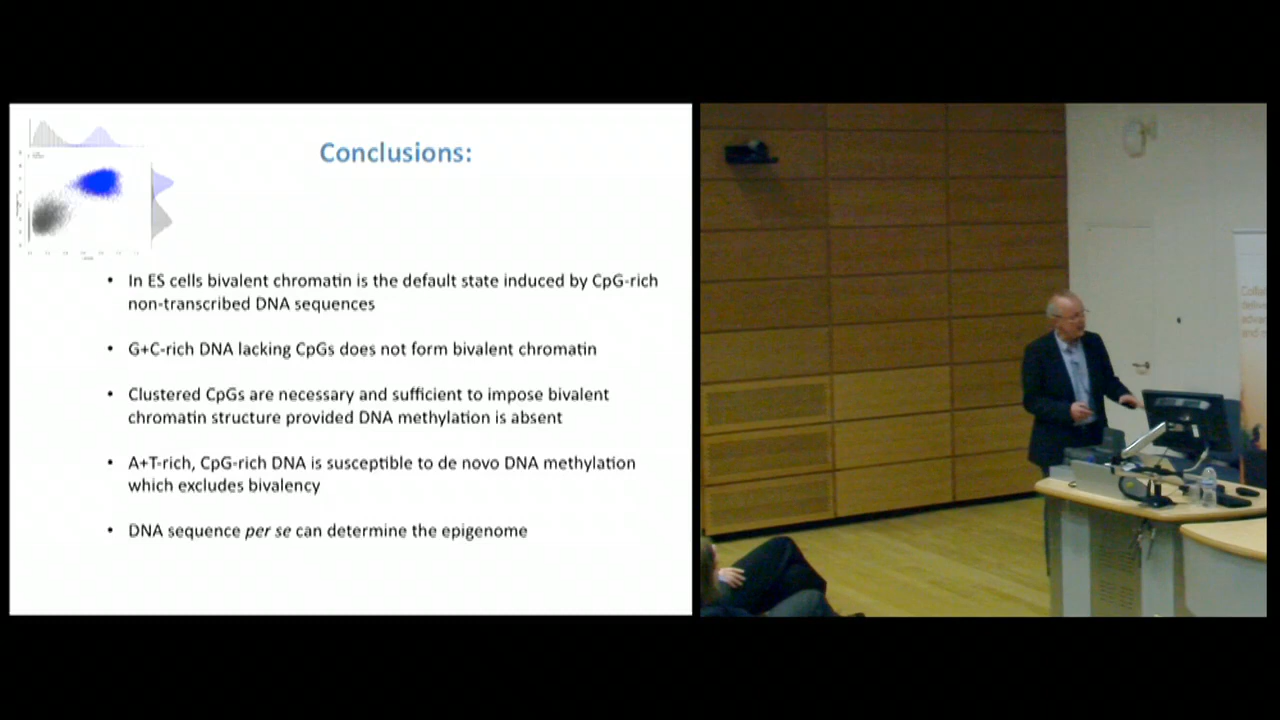 Conclusions:
• In ES cells bivalent chromatin is the default state induced by CpG-rich
non-transcribed DNA sequences
• G+C-rich DNA lacking CpGs does not form bivalent chromatin
• Clustered CpGs are necessary and sufficient to impose bivalent
chromatin structure provided DNA methylation is absent
• A+T-rich, CpG-rich DNA is susceptible to de novo DNA methylation
which excludes bivalency
• DNA sequence per se can determine the epigenome